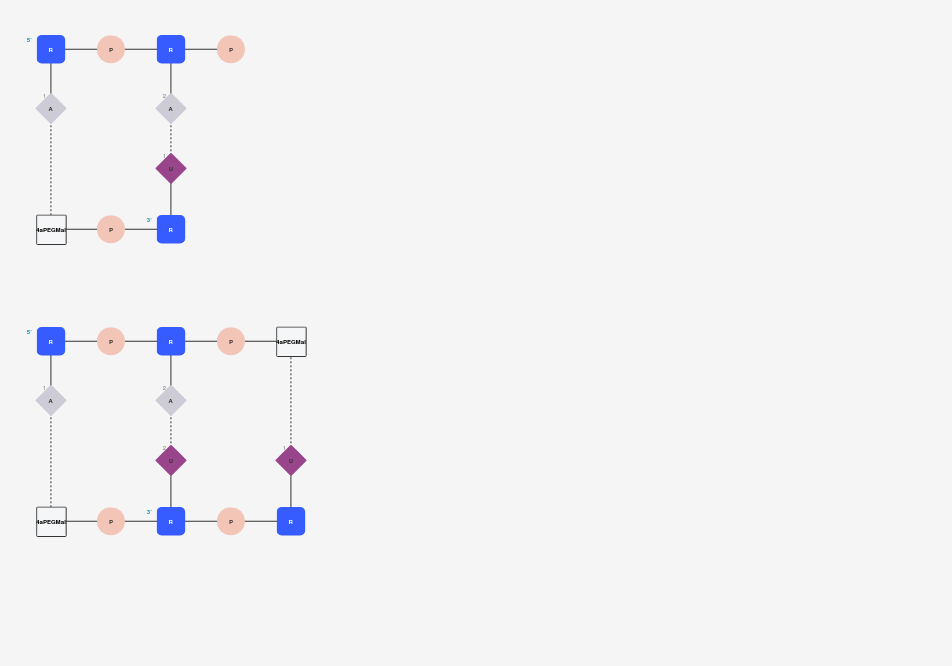 5' R P R P
1 A 2 A
1 U
4aPEGMal P 3' R
5' R P R P 4aPEGMal
1 A 2 A
2 U 1 U
4aPEGMal P 3' R P R